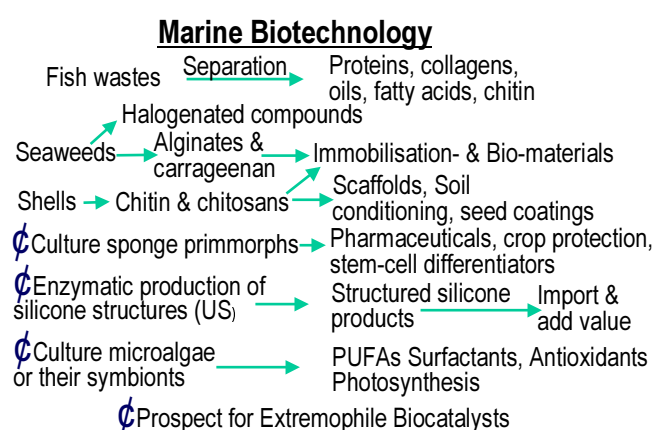 Marine Biotechnology
Fish wastes Separation Proteins, collagens,
oils, fatty acids, chitin
Halogenated compounds
Seaweeds Alginates &
carrageenan Immobilisation- & Bio-materials
Shells Chitin & chitosans Scaffolds, Soil
conditioning, seed coatings
₵Culture sponge primmorphs Pharmaceuticals, crop protection,
stem-cell differentiators
₵Enzymatic production of
silicone structures (US) Structured silicone
products Import &
add value
₵Culture microalgae
or their symbionts PUFAs Surfactants, Antioxidants
Photosynthesis
₵Prospect for Extremophile Biocatalysts